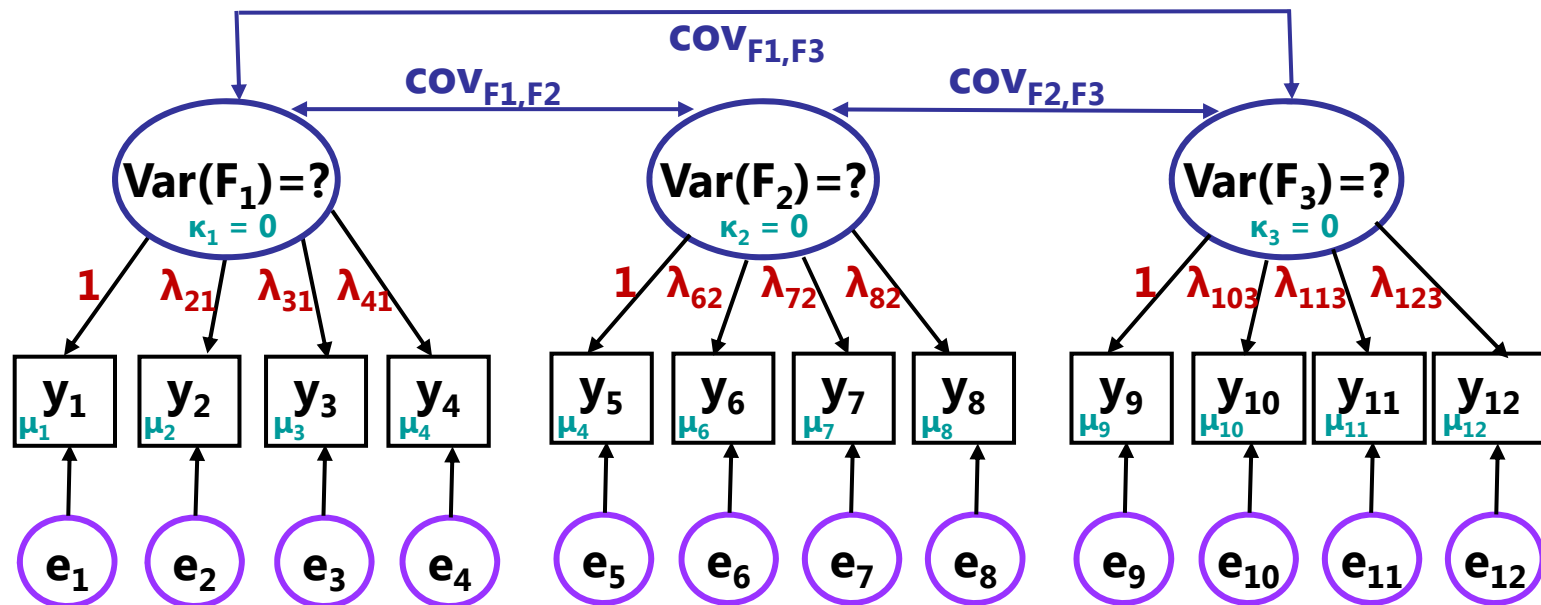 cov_F1,F3
cov_F1,F2 cov_F2,F3
Var(F₁)=? Var(F₂)=? Var(F₃)=?
κ₁ = 0 κ₂ = 0 κ₃ = 0
1 λ₂₁ λ₃₁ λ₄₁ 1 λ₆₂ λ₇₂ λ₈₂ 1 λ₁₀₃ λ₁₁₃ λ₁₂₃
y₁ y₂ y₃ y₄ y₅ y₆ y₇ y₈ y₉ y₁₀ y₁₁ y₁₂
μ₁ μ₂ μ₃ μ₄ μ₄ μ₆ μ₇ μ₈ μ₉ μ₁₀ μ₁₁ μ₁₂
e₁ e₂ e₃ e₄ e₅ e₆ e₇ e₈ e₉ e₁₀ e₁₁ e₁₂